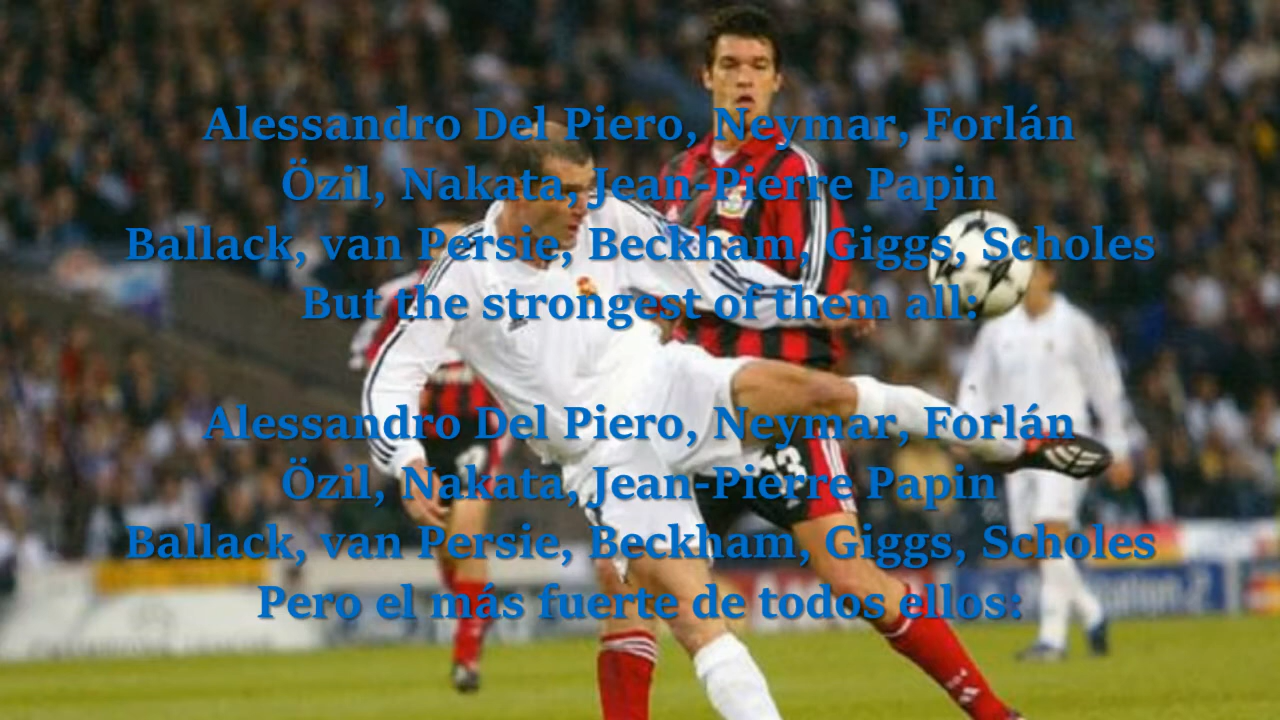 Alessandro Del Piero, Neymar, Forlán
Özil, Nakata, Jean-Pierre Papin
Ballack, van Persie, Beckham, Giggs, Scholes
But the strongest of them all:
Alessandro Del Piero, Neymar, Forlán
Özil, Nakata, Jean-Pierre Papin
Ballack, van Persie, Beckham, Giggs, Scholes
Pero el más fuerte de todos ellos:
13